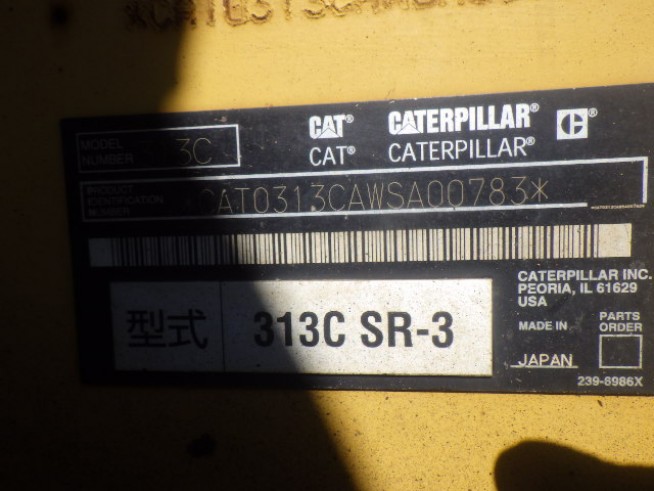 CAT® CATERPILLAR®
CAT® CATERPILLAR® C®
MODEL NUMBER 313C
PRODUCT IDENTIFICATION NUMBER CAT0313CAWSA00783*
型式 313C SR-3
CATERPILLAR INC.
PEORIA, IL 61629
USA
MADE IN JAPAN
PARTS ORDER
239-8986X